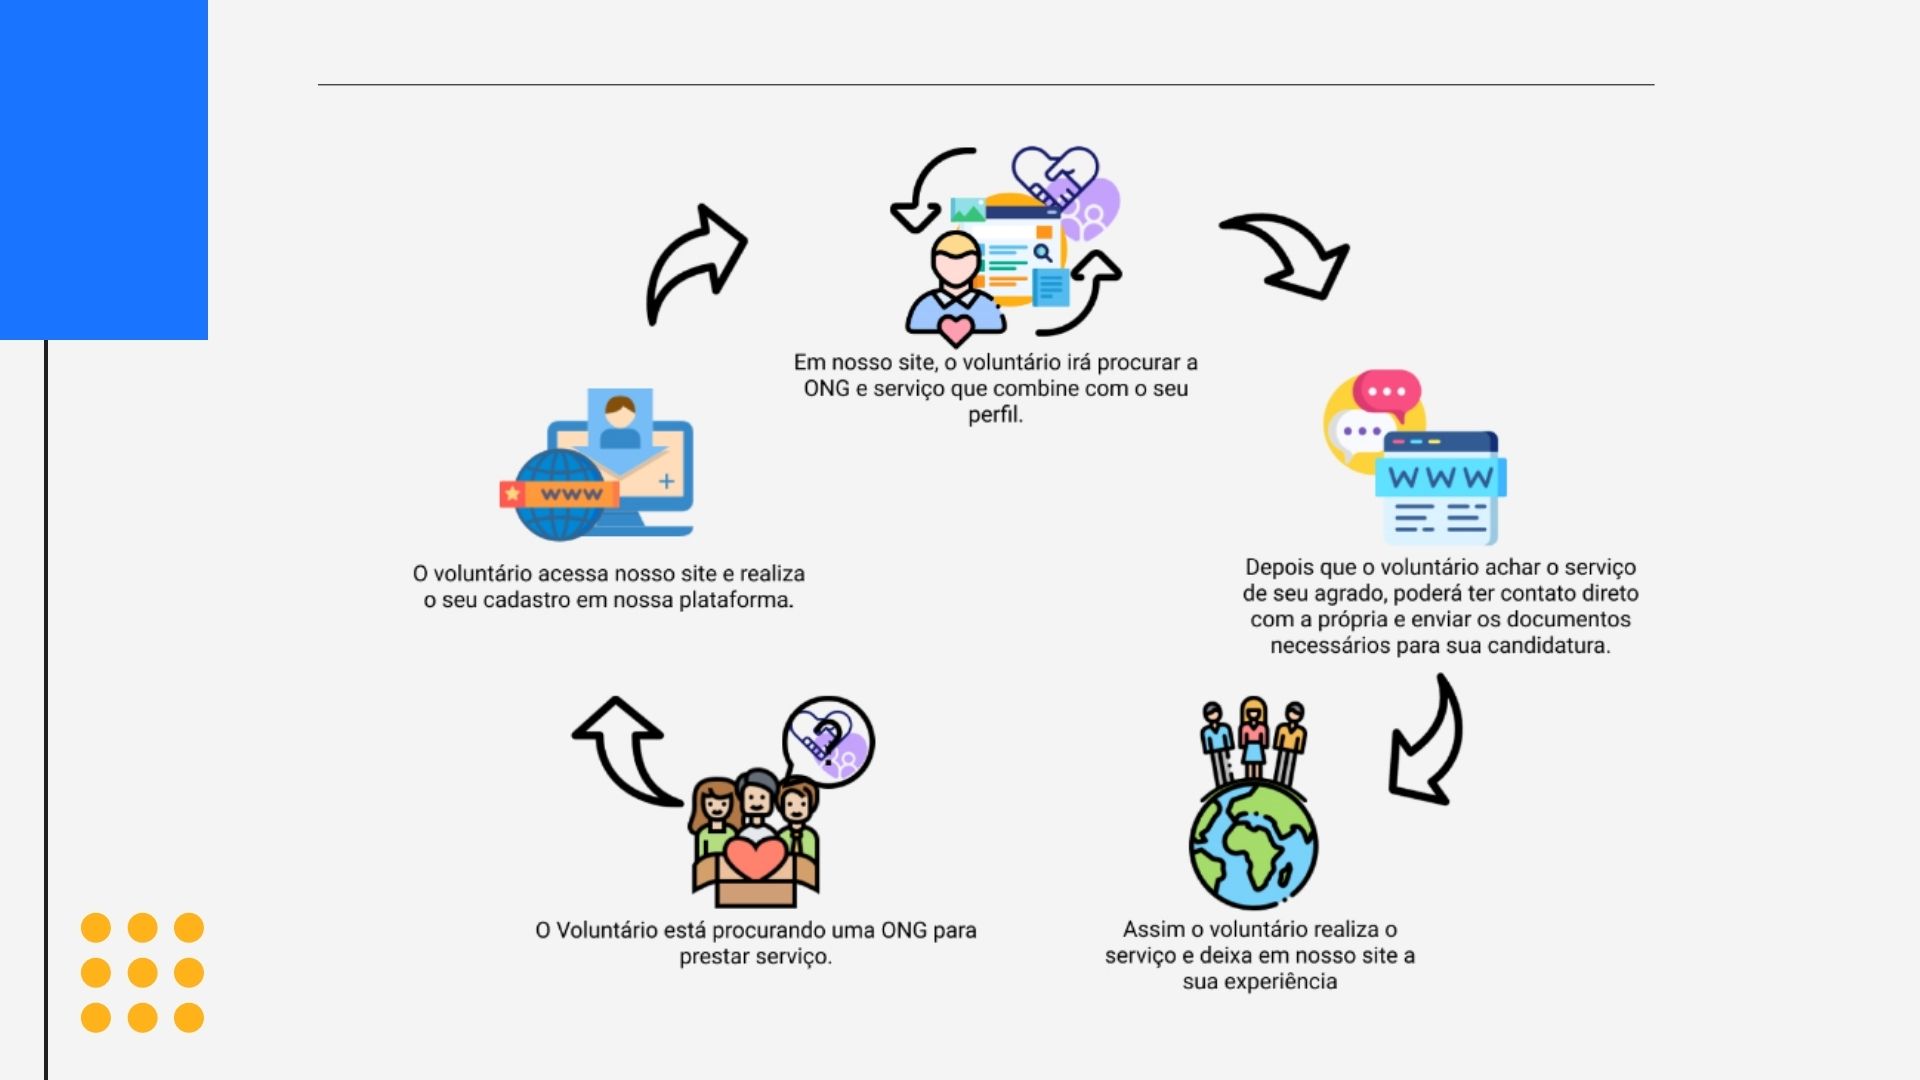 Em nosso site, o voluntário irá procurar a
ONG e serviço que combine com o seu
perfil.
WWW
WWW
O voluntário acessa nosso site e realiza
o seu cadastro em nossa plataforma.
Depois que o voluntário achar o serviço
de seu agrado, poderá ter contato direto
com a própria e enviar os documentos
necessários para sua candidatura.
?
O Voluntário está procurando uma ONG para
prestar serviço.
Assim o voluntário realiza o
serviço e deixa em nosso site a
sua experiência